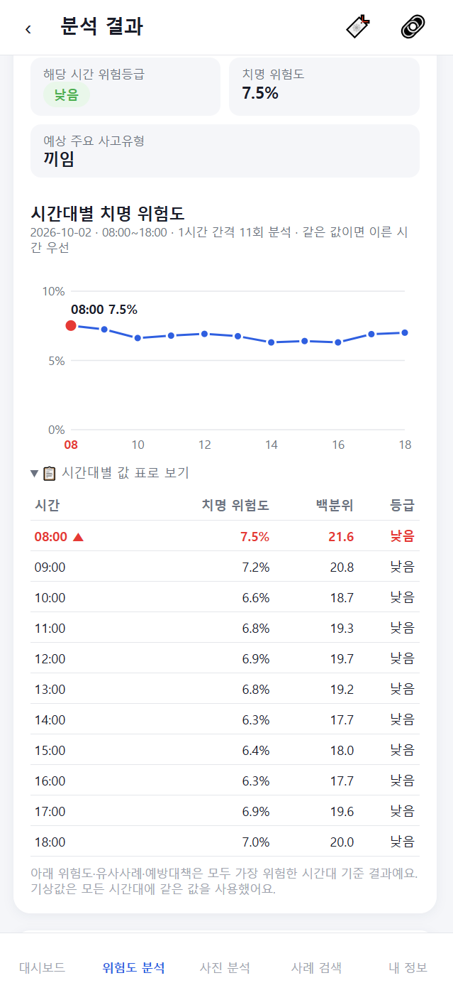 ‹ 분석 결과
해당 시간 위험등급
낮음
치명 위험도
7.5%
예상 주요 사고유형
끼임
시간대별 치명 위험도
2026-10-02 · 08:00~18:00 · 1시간 간격 11회 분석 · 같은 값이면 이른 시
간 우선
10%
08:00 7.5%
5%
0%
08 10 12 14 16 18
▼ 📋 시간대별 값 표로 보기
시간 치명 위험도 백분위 등급
08:00 ▲ 7.5% 21.6 낮음
09:00 7.2% 20.8 낮음
10:00 6.6% 18.7 낮음
11:00 6.8% 19.3 낮음
12:00 6.9% 19.7 낮음
13:00 6.8% 19.2 낮음
14:00 6.3% 17.7 낮음
15:00 6.4% 18.0 낮음
16:00 6.3% 17.7 낮음
17:00 6.9% 19.6 낮음
18:00 7.0% 20.0 낮음
아래 위험도·유사사례·예방대책은 모두 가장 위험한 시간대 기준 결과예요.
기상값은 모든 시간대에 같은 값을 사용했어요.
대시보드 위험도 분석 사진 분석 사례 검색 내 정보